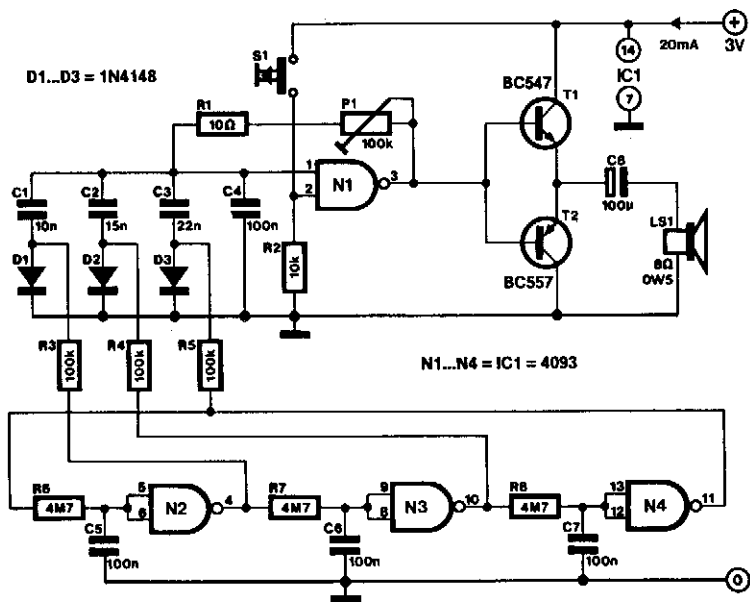 D1...D3 = 1N4148
S1
R1
10Ω
P1
100k
BC547
T1
14
IC1
7
20mA
+
3V
C1
10n
C2
15n
C3
22n
C4
100n
1
2
N1
3
R2
10k
D1
D2
D3
T2
BC557
C8
100µ
LS1
8Ω
0W5
R3
100k
R4
100k
R5
100k
N1...N4 = IC1 = 4093
R6
4M7
5
6
N2
4
R7
4M7
9
8
N3
10
R8
4M7
13
12
N4
11
C5
100n
C6
100n
C7
100n
0